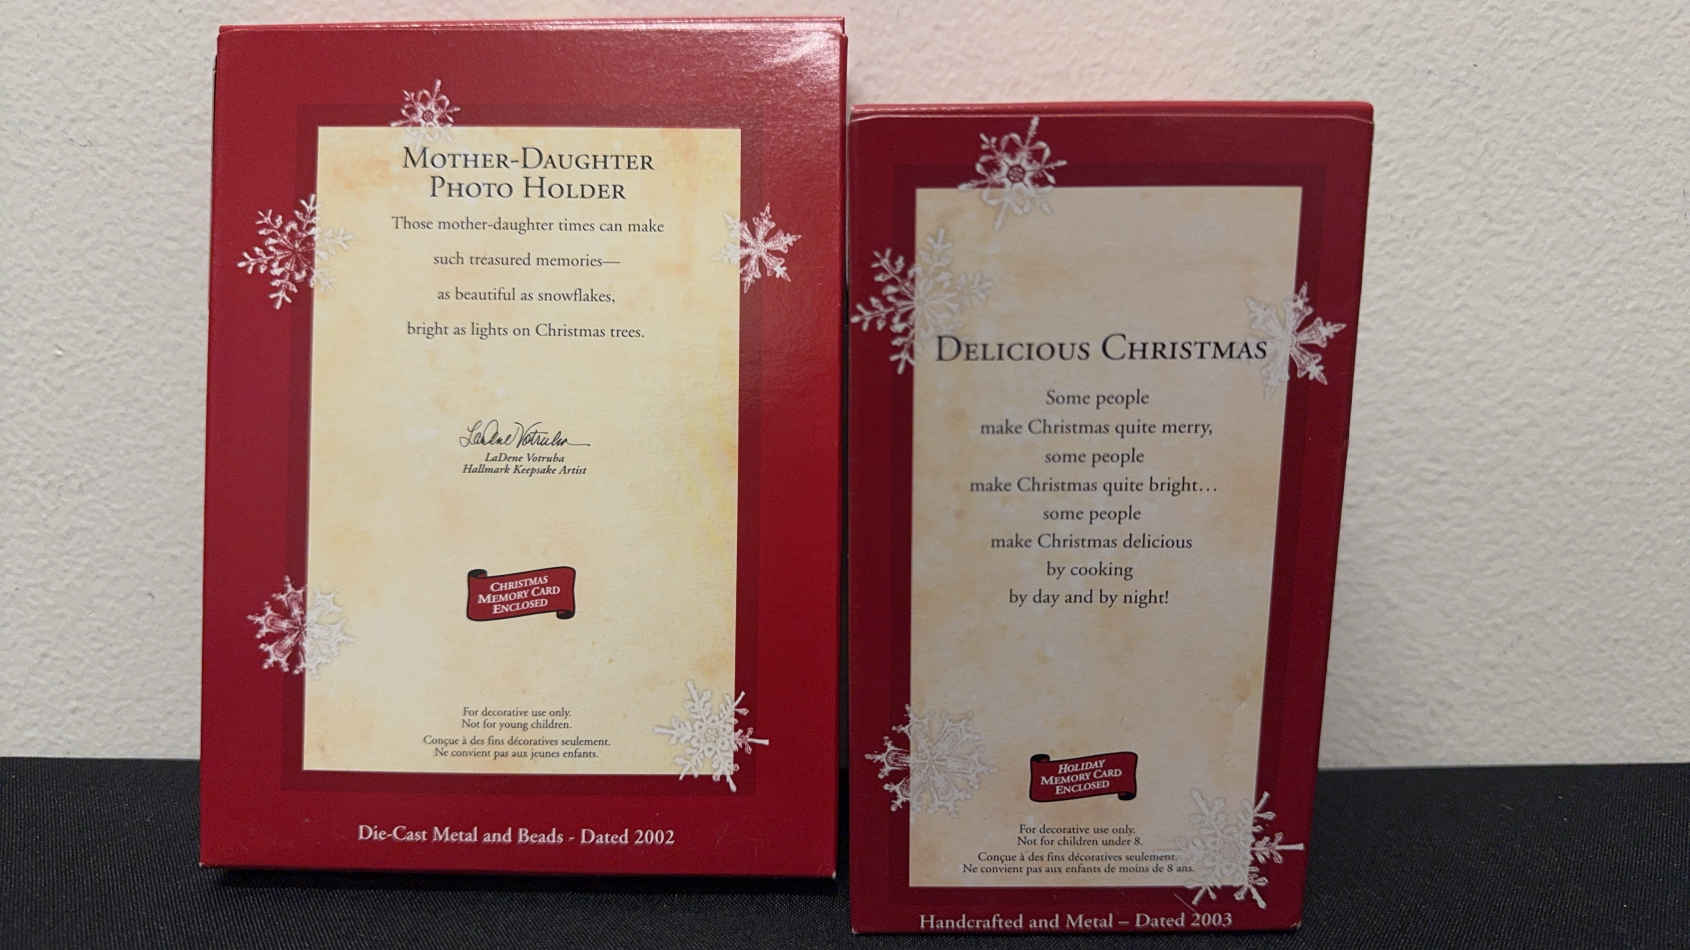 MOTHER-DAUGHTER
PHOTO HOLDER
Those mother-daughter times can make
such treasured memories—
as beautiful as snowflakes,
bright as lights on Christmas trees.
LaDene Votruba
LaDene Votruba
Hallmark Keepsake Artist
CHRISTMAS
MEMORY CARD
ENCLOSED
For decorative use only.
Not for young children.
Conçue à des fins décoratives seulement.
Ne convient pas aux jeunes enfants.
Die-Cast Metal and Beads - Dated 2002
DELICIOUS CHRISTMAS
Some people
make Christmas quite merry,
some people
make Christmas quite bright...
some people
make Christmas delicious
by cooking
by day and by night!
HOLIDAY
MEMORY CARD
ENCLOSED
For decorative use only.
Not for children under 8.
Conçue à des fins décoratives seulement.
Ne convient pas aux enfants de moins de 8 ans.
Handcrafted and Metal – Dated 2003